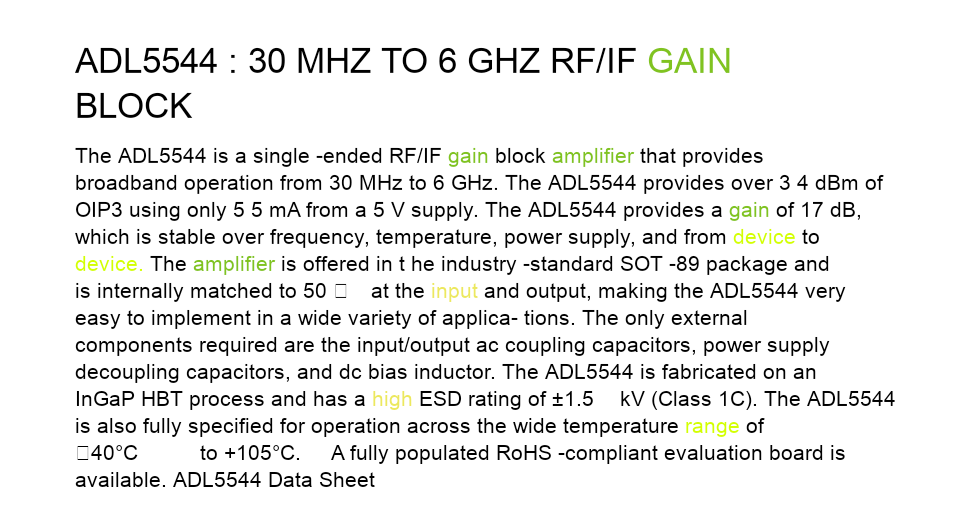 ADL5544 : 30 MHZ TO 6 GHZ RF/IF GAIN
BLOCK
The ADL5544 is a single -ended RF/IF gain block amplifier that provides
broadband operation from 30 MHz to 6 GHz. The ADL5544 provides over 3 4 dBm of
OIP3 using only 5 5 mA from a 5 V supply. The ADL5544 provides a gain of 17 dB,
which is stable over frequency, temperature, power supply, and from device to
device. The amplifier is offered in t he industry -standard SOT -89 package and
is internally matched to 50 □ at the input and output, making the ADL5544 very
easy to implement in a wide variety of applica- tions. The only external
components required are the input/output ac coupling capacitors, power supply
decoupling capacitors, and dc bias inductor. The ADL5544 is fabricated on an
InGaP HBT process and has a high ESD rating of ±1.5 kV (Class 1C). The ADL5544
is also fully specified for operation across the wide temperature range of
□40°C to +105°C. A fully populated RoHS -compliant evaluation board is
available. ADL5544 Data Sheet